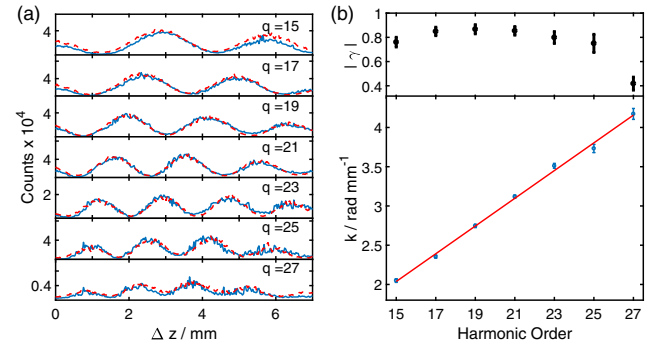 (a)
q =15
q =17
q =19
q =21
q =23
q =25
q =27
4
4
4
4
2
4
0.4
Counts x 10⁴
0 2 4 6
Δ z / mm
(b)
| γ |
1
0.8
0.6
0.4
k / rad mm⁻¹
4
3.5
3
2.5
2
15 17 19 21 23 25 27
Harmonic Order